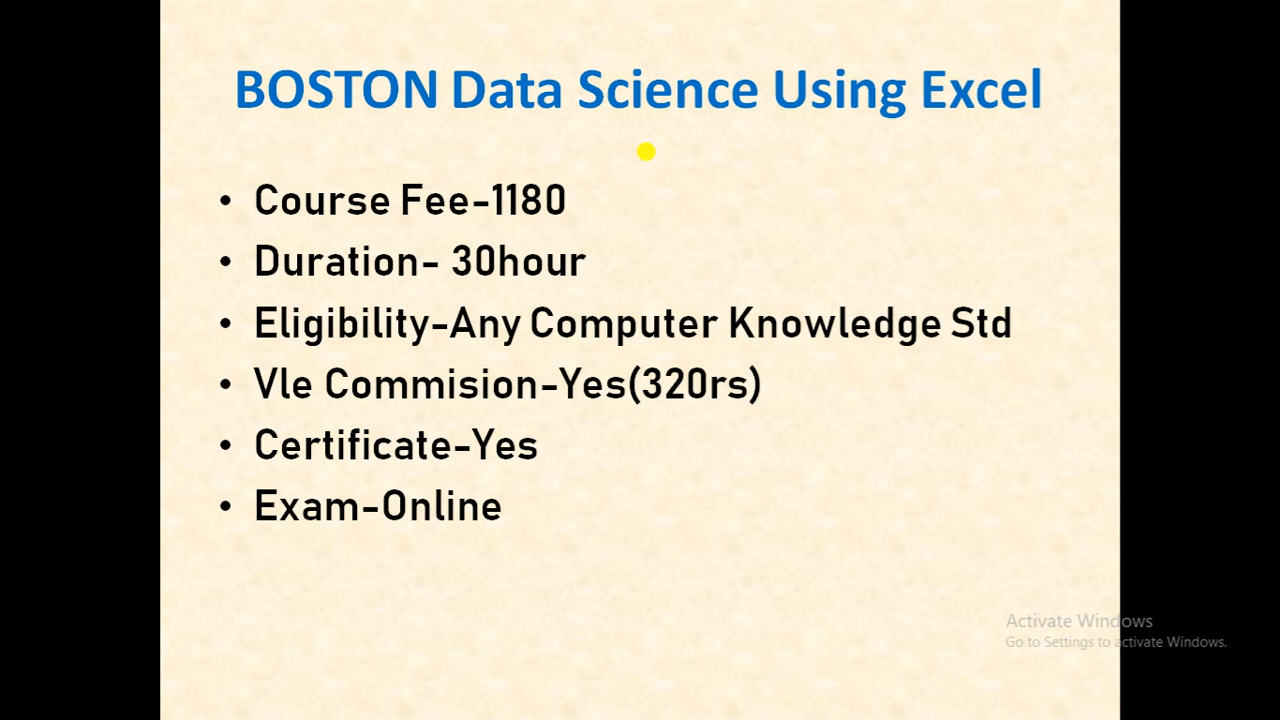 BOSTON Data Science Using Excel
• Course Fee-1180
• Duration- 30hour
• Eligibility-Any Computer Knowledge Std
• Vle Commision-Yes(320rs)
• Certificate-Yes
• Exam-Online
Activate Windows
Go to Settings to activate Windows.